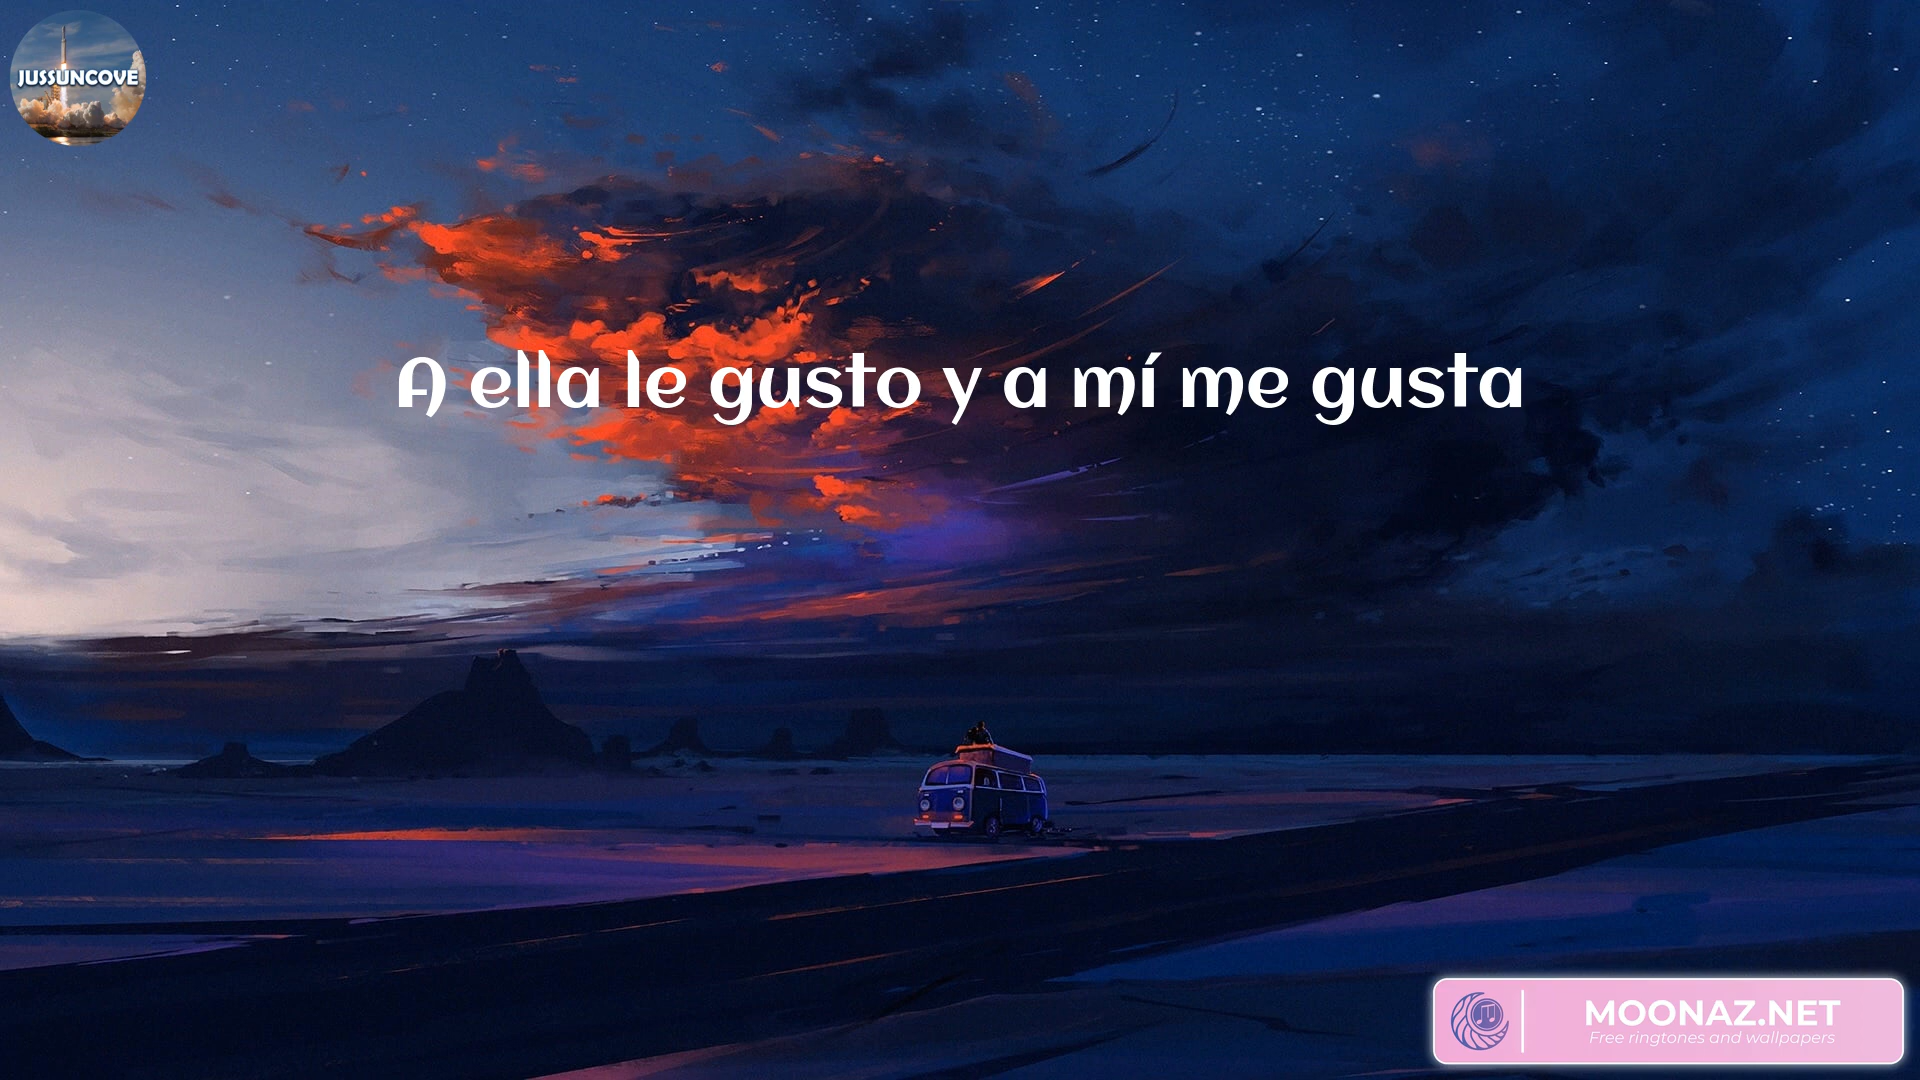 JUSSUNCOVE
A ella le gusto y a mí me gusta
MOONAZ.NET
Free ringtones and wallpapers